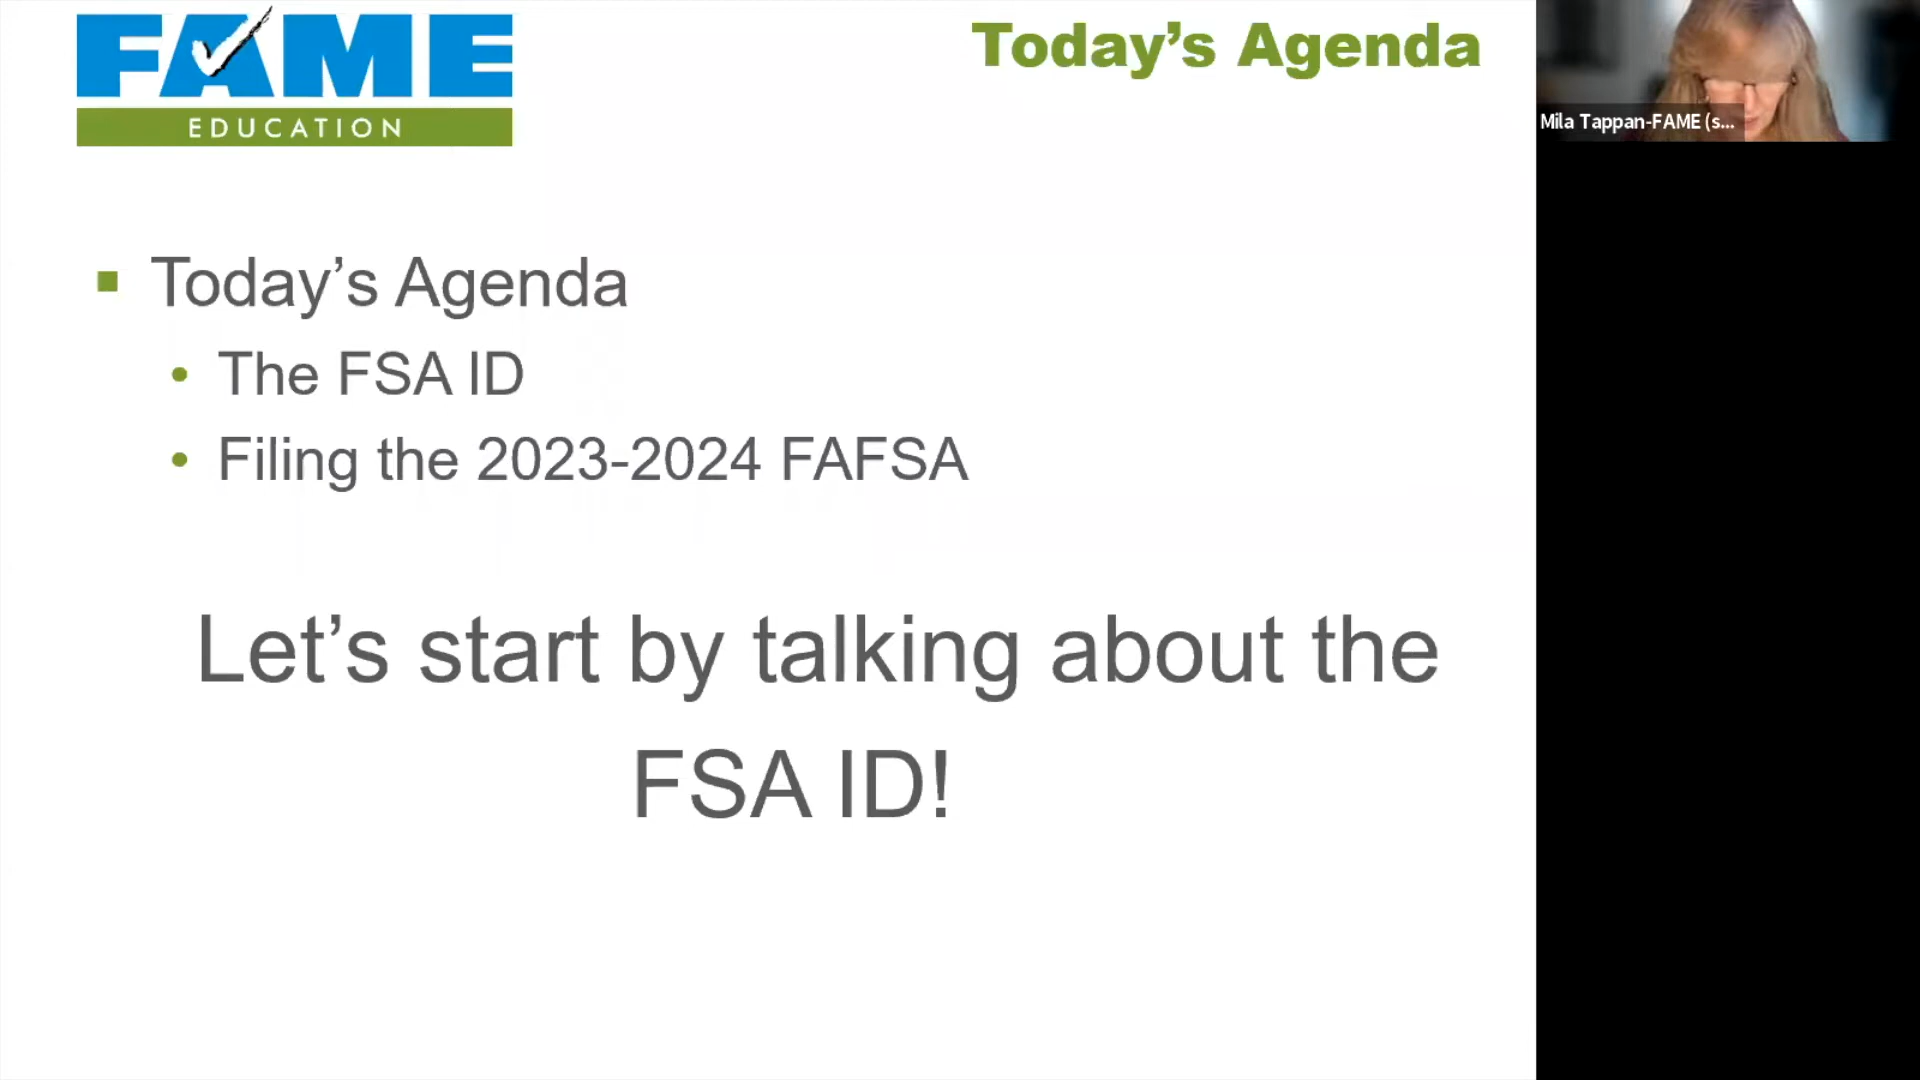 FAME
EDUCATION
Today’s Agenda
Mila Tappan-FAME (s...
Today’s Agenda
The FSA ID
Filing the 2023-2024 FAFSA
Let’s start by talking about the
FSA ID!